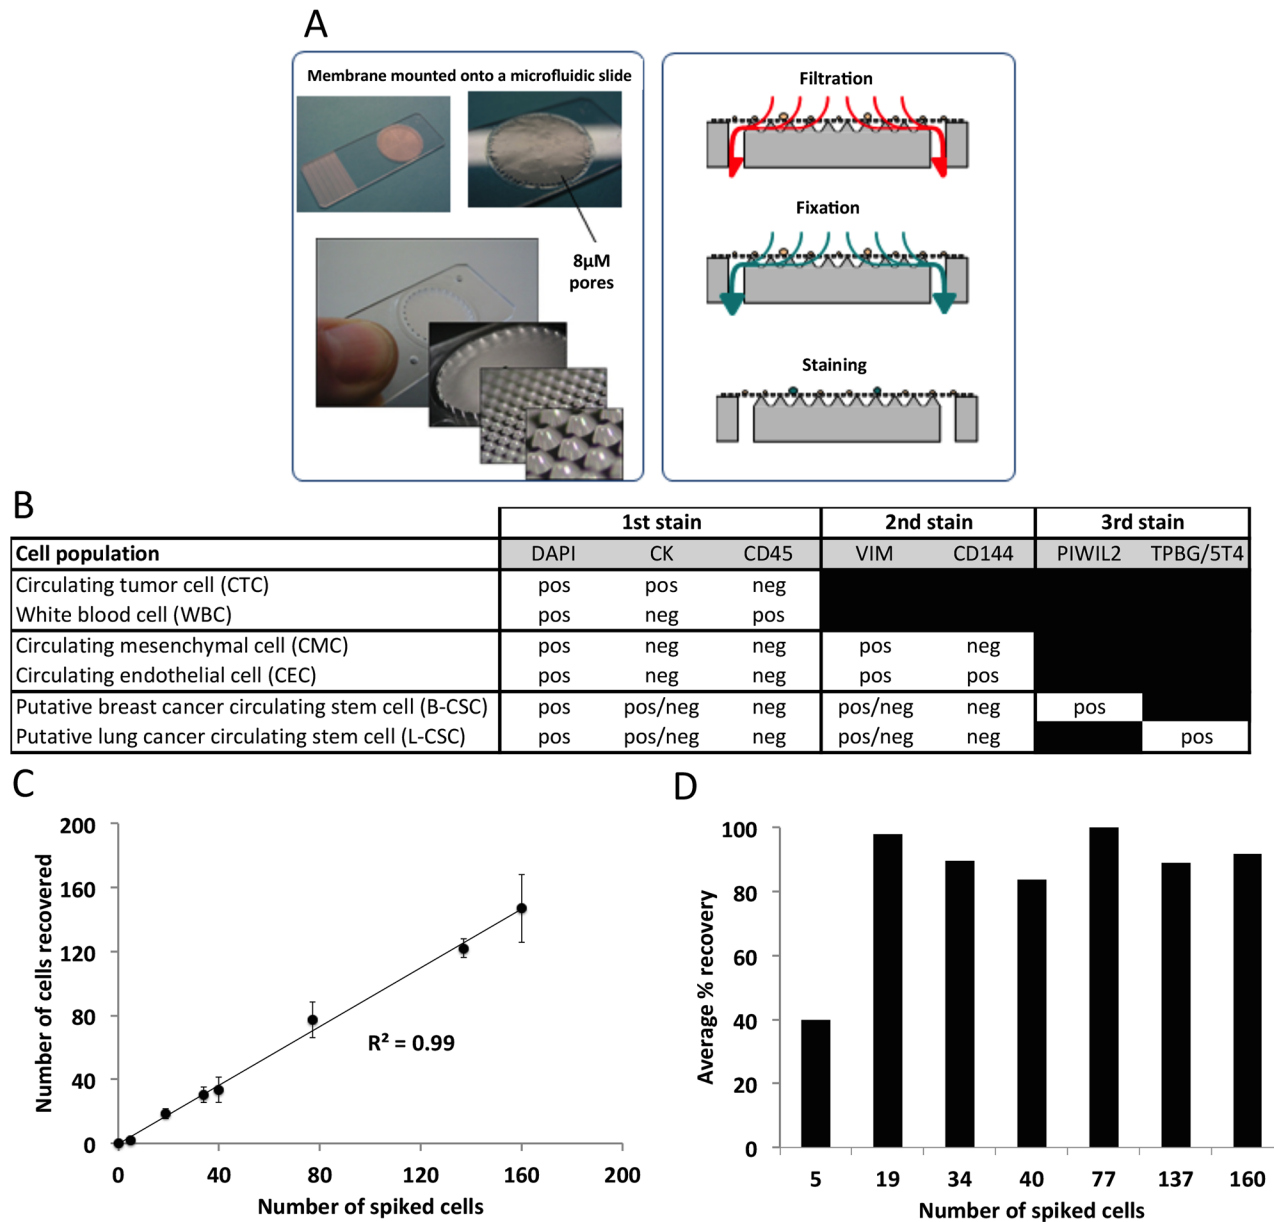 A
Membrane mounted onto a microfluidic slide
8µM
pores
Filtration
Fixation
Staining
B
1st stain 2nd stain 3rd stain
Cell population DAPI CK CD45 VIM CD144 PIWIL2 TPBG/5T4
Circulating tumor cell (CTC) pos pos neg
White blood cell (WBC) pos neg pos
Circulating mesenchymal cell (CMC) pos neg neg pos neg
Circulating endothelial cell (CEC) pos neg neg pos pos
Putative breast cancer circulating stem cell (B-CSC) pos pos/neg neg pos/neg neg pos
Putative lung cancer circulating stem cell (L-CSC) pos pos/neg neg pos/neg neg pos
C
Number of cells recovered
200
160
120
80
40
0
R² = 0.99
0 40 80 120 160 200
Number of spiked cells
D
Average % recovery
100
80
60
40
20
0
5 19 34 40 77 137 160
Number of spiked cells